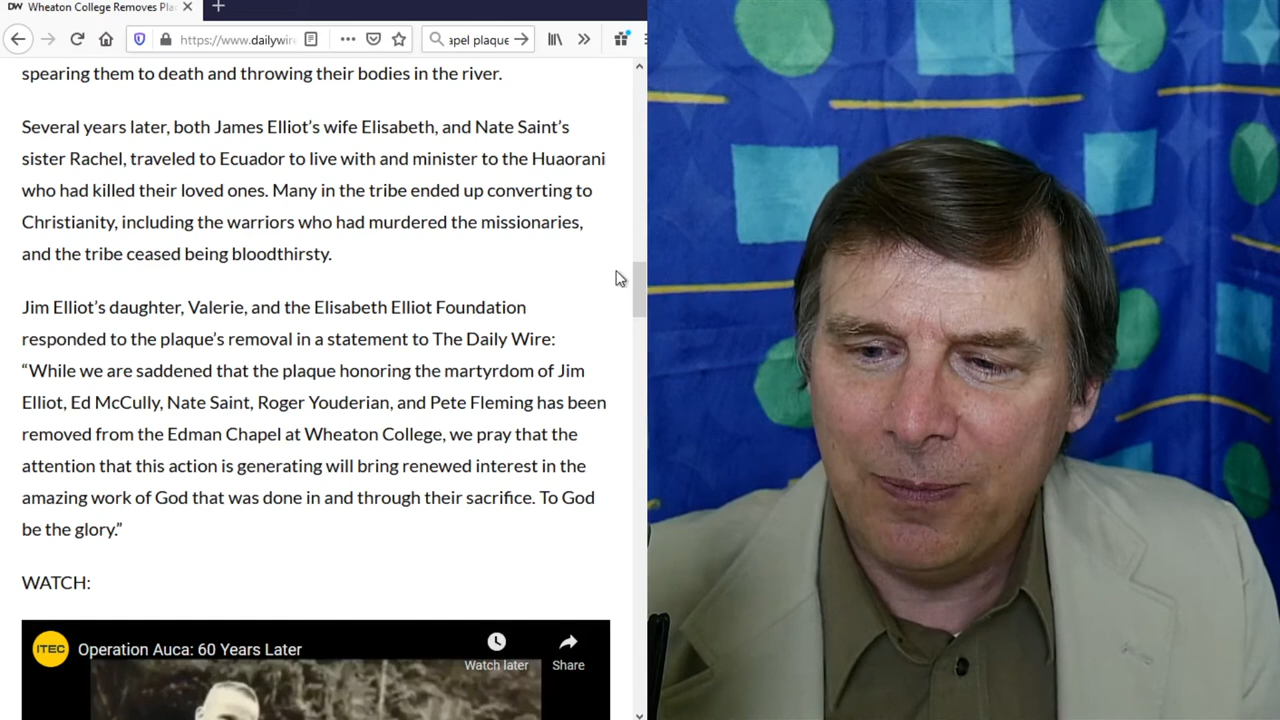 DW Wheaton College Removes Pla
https://www.dailywir
apel plaque
spearing them to death and throwing their bodies in the river.
Several years later, both James Elliot’s wife Elisabeth, and Nate Saint’s
sister Rachel, traveled to Ecuador to live with and minister to the Huaorani
who had killed their loved ones. Many in the tribe ended up converting to
Christianity, including the warriors who had murdered the missionaries,
and the tribe ceased being bloodthirsty.
Jim Elliot’s daughter, Valerie, and the Elisabeth Elliot Foundation
responded to the plaque’s removal in a statement to The Daily Wire:
“While we are saddened that the plaque honoring the martyrdom of Jim
Elliot, Ed McCully, Nate Saint, Roger Youderian, and Pete Fleming has been
removed from the Edman Chapel at Wheaton College, we pray that the
attention that this action is generating will bring renewed interest in the
amazing work of God that was done in and through their sacrifice. To God
be the glory.”
WATCH:
ITEC Operation Auca: 60 Years Later
Watch later
Share